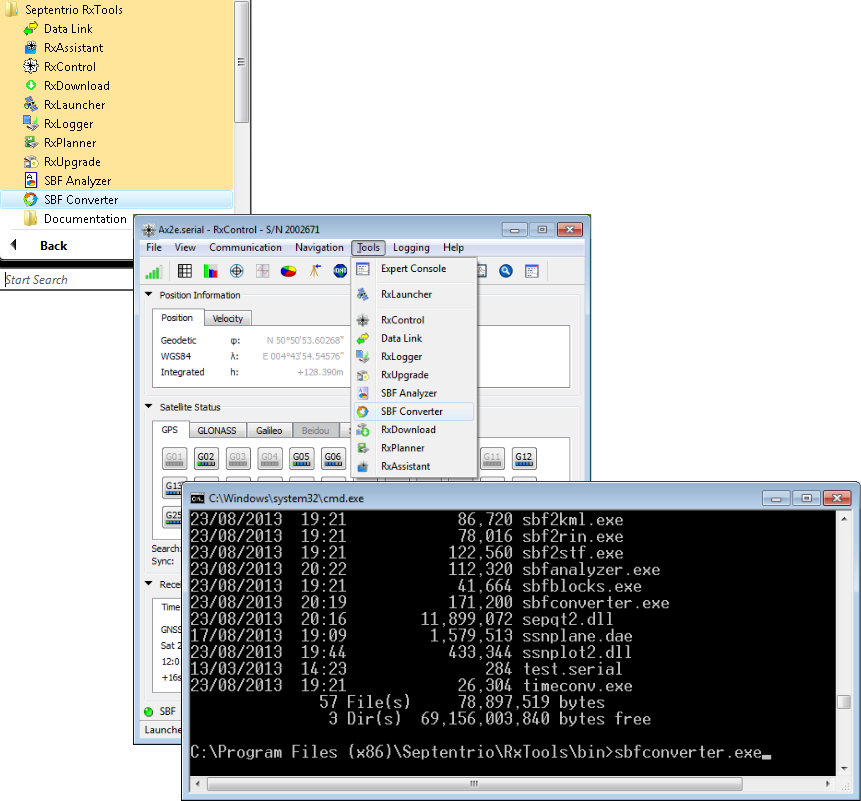 Septentrio RxTools
Data Link
RxAssistant
RxControl
RxDownload
RxLauncher
RxLogger
RxPlanner
RxUpgrade
SBF Analyzer
SBF Converter
Documentation
Back
Start Search
Ax2e.serial - RxControl - S/N 2002671
File View Communication Navigation Tools Logging Help
Position Information
Position Velocity
Geodetic φ: N 50°50'53.60268"
WGS84 λ: E 004°43'54.54576"
Integrated h: +128.390m
Satellite Status
GPS GLONASS Galileo Beidou
G01 G02 G03 G04 G05 G06 G11 G12
G13
G25
Search:
Sync:
Rece
Time
GNSS
Sat 2
12:0
+16s
SBF
Launche
Expert Console
RxLauncher
RxControl
Data Link
RxLogger
RxUpgrade
SBF Analyzer
SBF Converter
RxDownload
RxPlanner
RxAssistant
C:\Windows\system32\cmd.exe
23/08/2013 19:21 86,720 sbf2kml.exe
23/08/2013 19:21 78,016 sbf2rin.exe
23/08/2013 19:21 122,560 sbf2stf.exe
23/08/2013 20:22 112,320 sbfanalyzer.exe
23/08/2013 19:21 41,664 sbfblocks.exe
23/08/2013 20:19 171,200 sbfconverter.exe
23/08/2013 20:16 11,899,072 sepqt2.dll
17/08/2013 19:09 1,579,513 ssnplane.dae
23/08/2013 19:44 433,344 ssnplot2.dll
13/03/2013 14:23 284 test.serial
23/08/2013 19:21 26,304 timeconv.exe
57 File(s) 78,897,519 bytes
3 Dir(s) 69,156,003,840 bytes free
C:\Program Files (x86)\Septentrio\RxTools\bin>sbfconverter.exe_